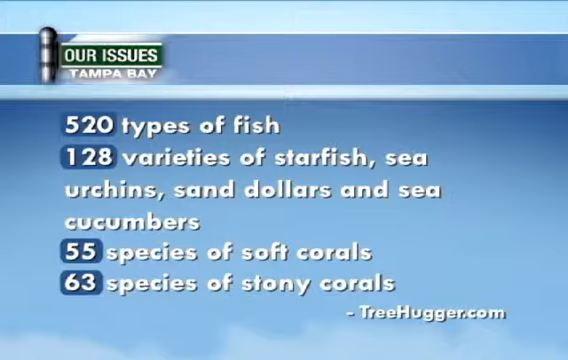 OUR ISSUES
TAMPA BAY
520 types of fish
128 varieties of starfish, sea
urchins, sand dollars and sea
cucumbers
55 species of soft corals
63 species of stony corals
- TreeHugger.com